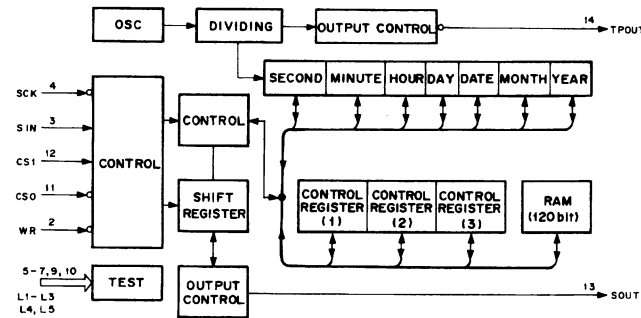 OSC
DIVIDING
OUTPUT CONTROL
14
TPOUT
SECOND
MINUTE
HOUR
DAY
DATE
MONTH
YEAR
SCK
4
SIN
3
CS1
12
CS0
11
WR
2
CONTROL
CONTROL
SHIFT
REGISTER
CONTROL
REGISTER
(1)
CONTROL
REGISTER
(2)
CONTROL
REGISTER
(3)
RAM
(120 bit)
5-7, 9, 10
L1-L3
L4, L5
TEST
OUTPUT
CONTROL
13
SOUT